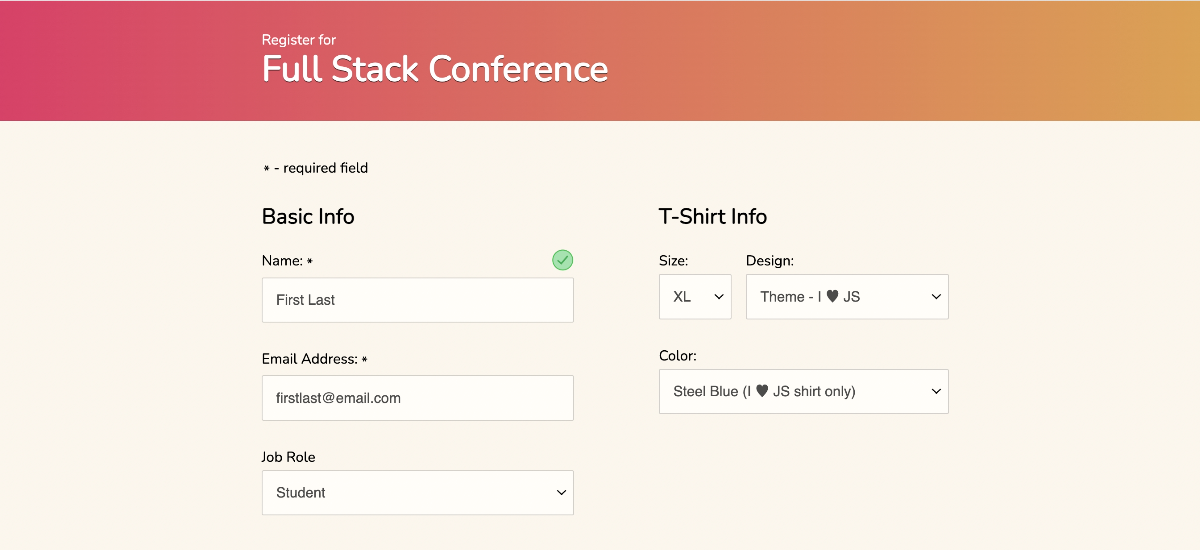 Register for
Full Stack Conference
* - required field
Basic Info
Name: *
First Last
Email Address: *
firstlast@email.com
Job Role
Student
T-Shirt Info
Size:
Design:
XL
Theme - I ♥ JS
Color:
Steel Blue (I ♥ JS shirt only)